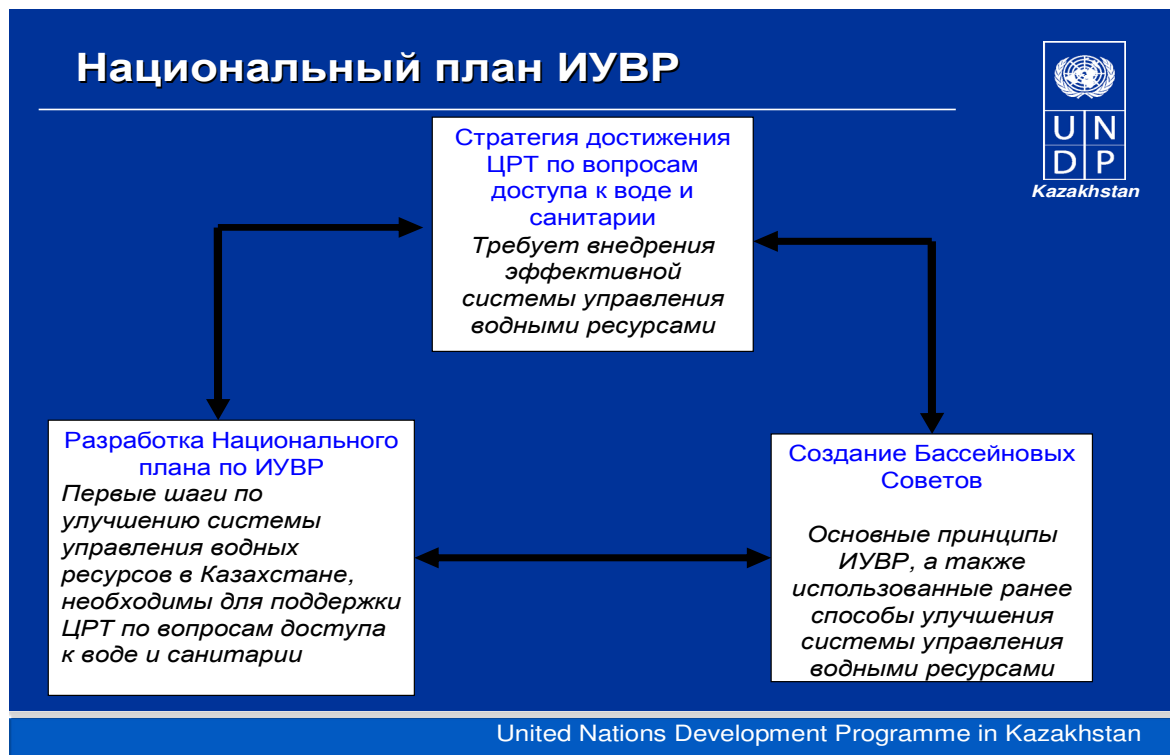 Национальный план ИУВР
U N
D P
Kazakhstan
Стратегия достижения
ЦРТ по вопросам
доступа к воде и
санитарии
Требует внедрения
эффективной
системы управления
водными ресурсами
Разработка Национального
плана по ИУВР
Первые шаги по
улучшению системы
управления водных
ресурсов в Казахстане,
необходимы для поддержки
ЦРТ по вопросам доступа
к воде и санитарии
Создание Бассейновых
Советов
Основные принципы
ИУВР, а также
использованные ранее
способы улучшения
системы управления
водными ресурсами
United Nations Development Programme in Kazakhstan